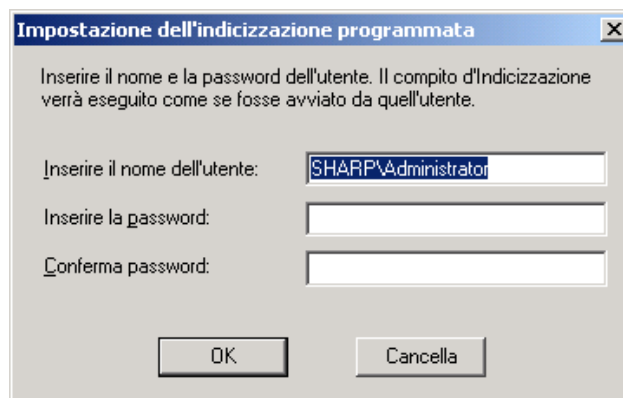 Impostazione dell'indicizzazione programmata
Inserire il nome e la password dell'utente. Il compito d'Indicizzazione
verrà eseguito come se fosse avviato da quell'utente.
Inserire il nome dell'utente: SHARP\Administrator
Inserire la password:
Conferma password:
OK Cancella